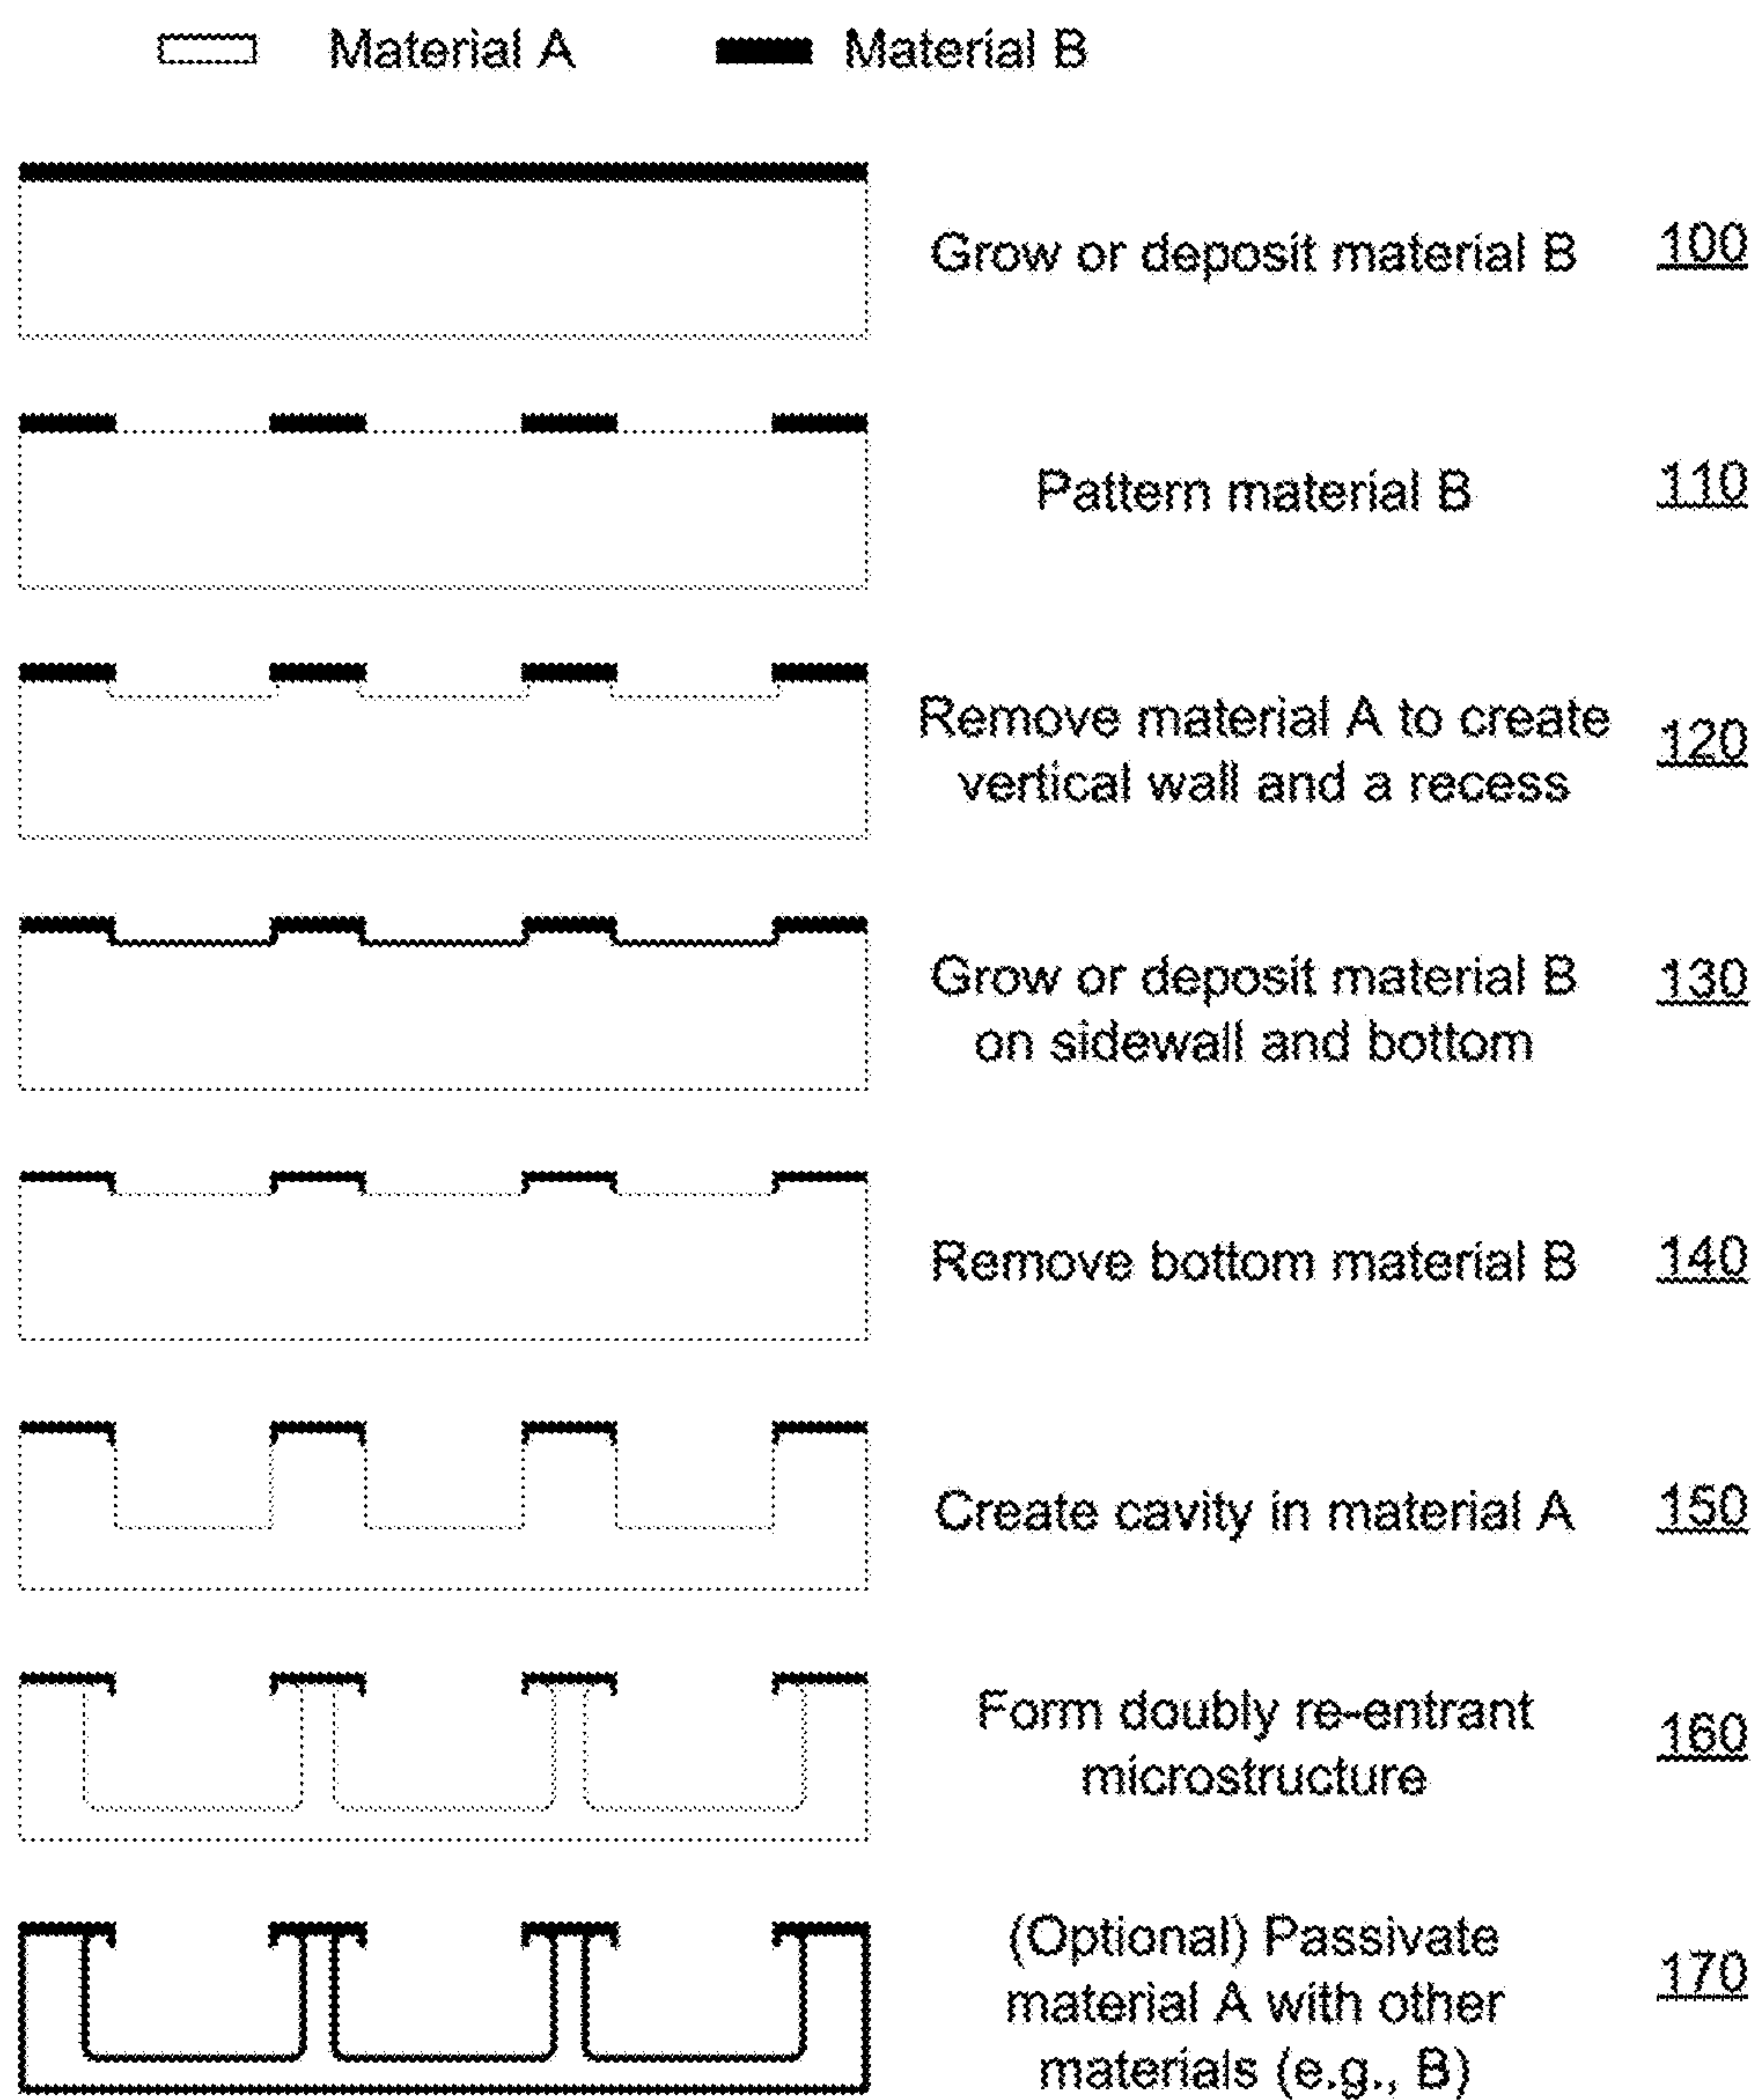 Material A Material B
Grow or deposit material B 100
Pattern material B 110
Remove material A to create
vertical wall and a recess 120
Grow or deposit material B
on sidewall and bottom 130
Remove bottom material B 140
Create cavity in material A 150
Form doubly re-entrant
microstructure 160
(Optional) Passivate
material A with other
materials (e.g., B) 170